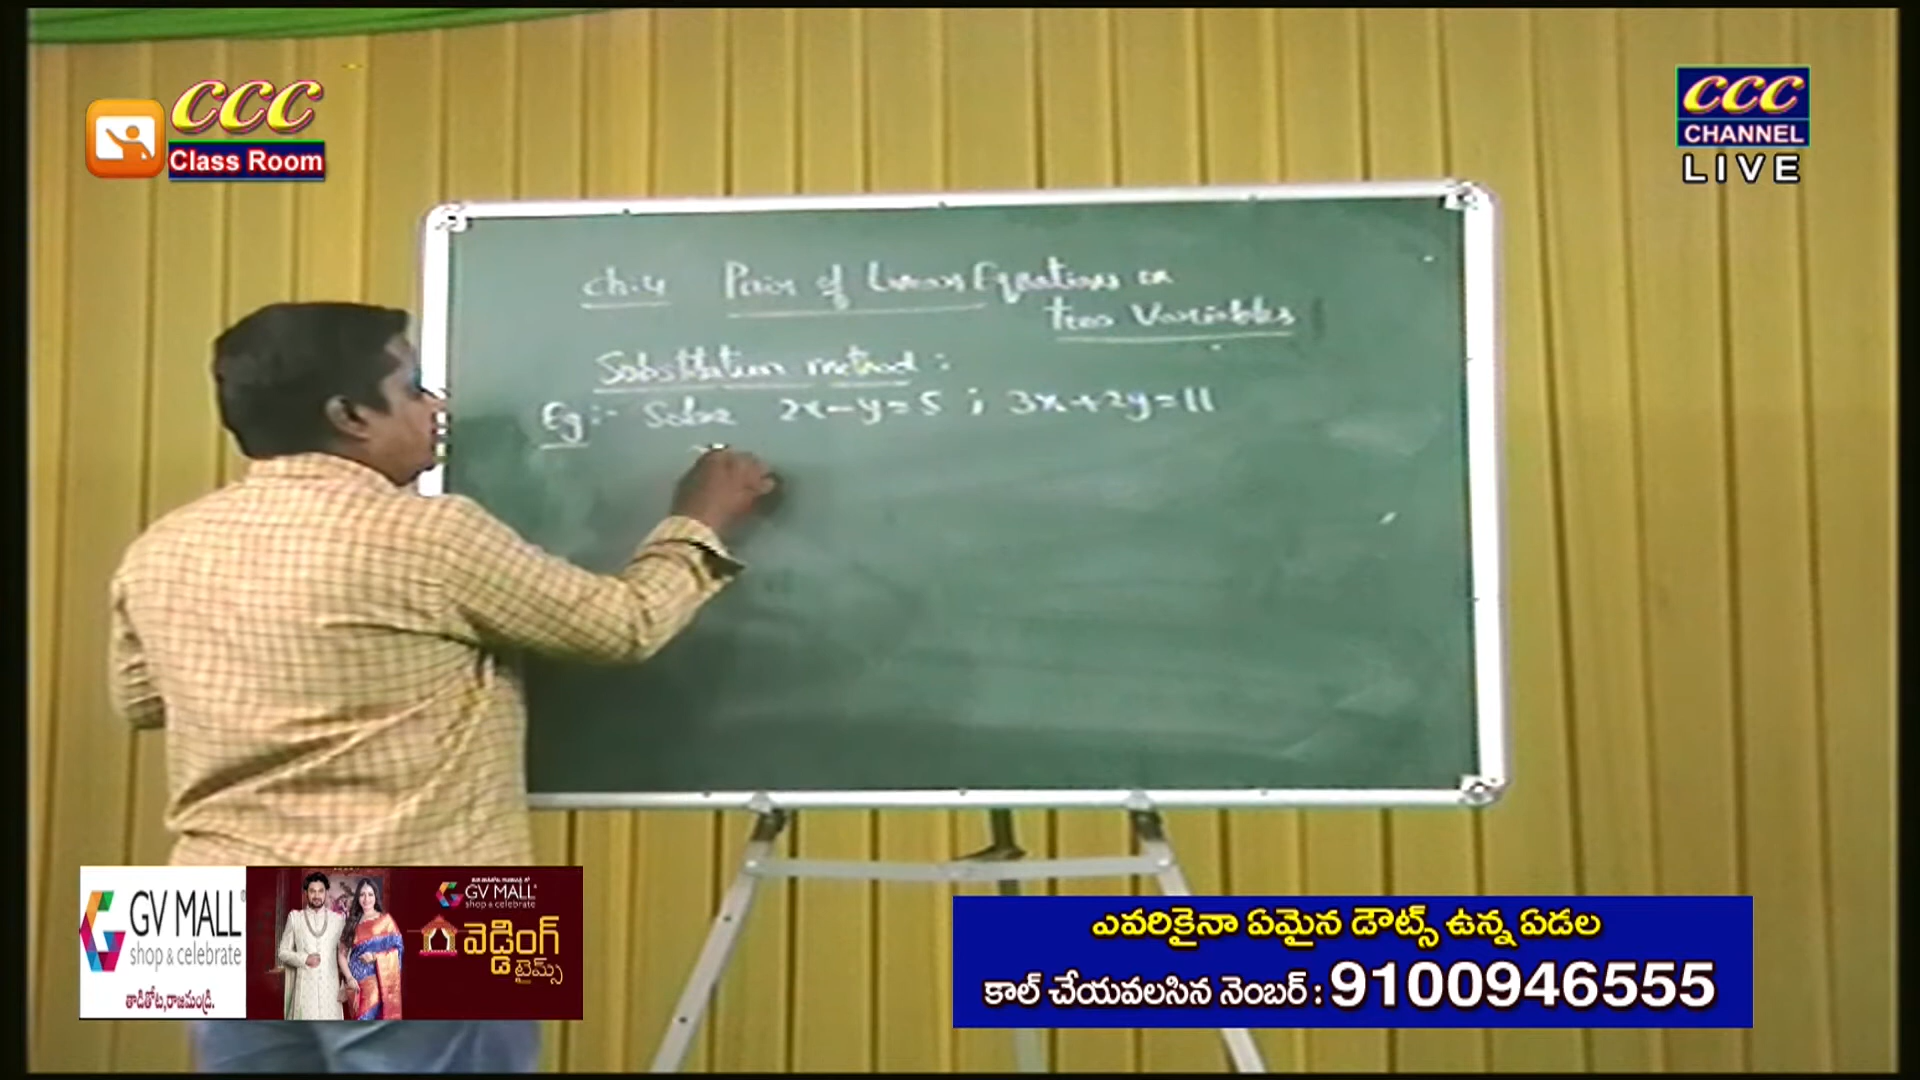 CCC
Class Room
CCC
CHANNEL
LIVE
Ch:4 Pair of Linear Equations in
two Variables
Substitution method :
Eg:- Solve 2x-y=5 ; 3x+2y=11
GV MALL
shop & celebrate
తాడితోట,రాజమండ్రి.
GV MALL
shop & celebrate
వెడ్డింగ్
టైమ్స్
ఎవరికైనా ఏమైన డౌట్స్ ఉన్న ఏడల
కాల్ చేయవలసిన నెంబర్ : 9100946555